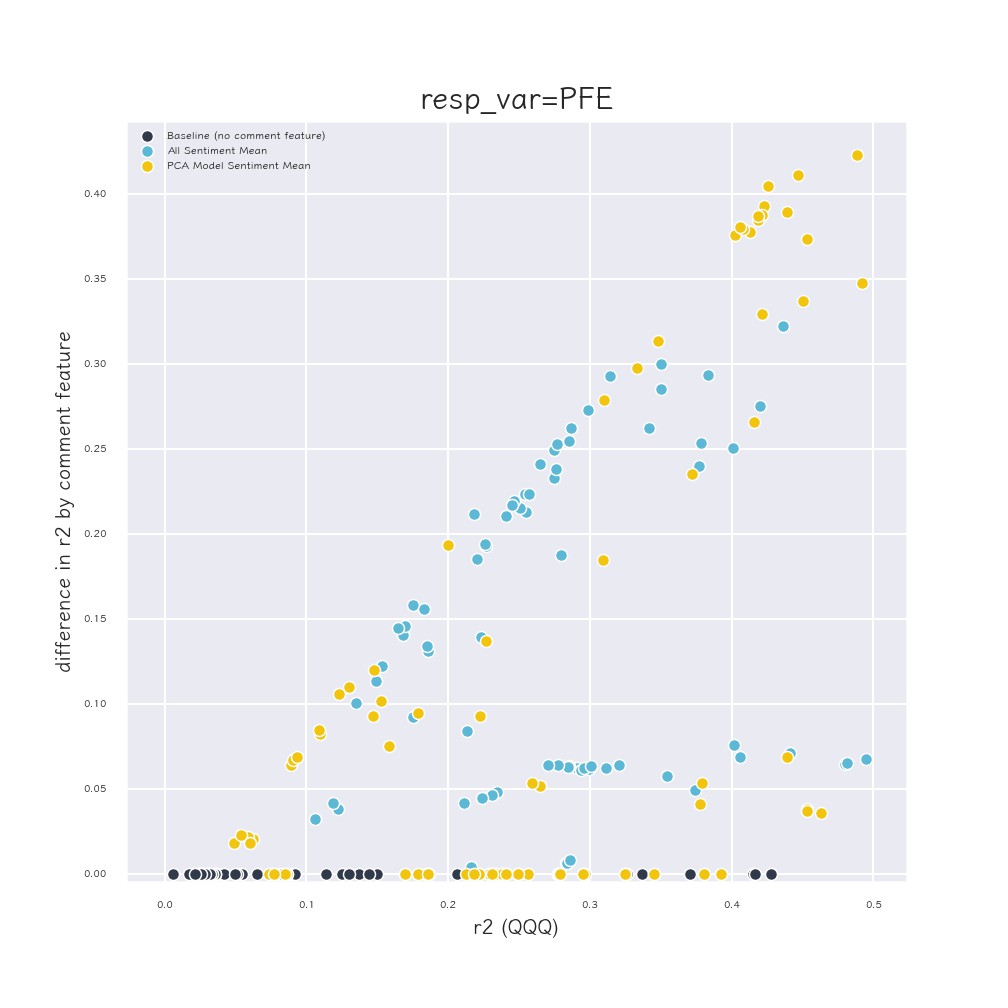 resp_var=PFE
Baseline (no comment feature)
All Sentiment Mean
PCA Model Sentiment Mean
difference in r2 by comment feature
0.40
0.35
0.30
0.25
0.20
0.15
0.10
0.05
0.00
0.0 0.1 0.2 0.3 0.4 0.5
r2 (QQQ)